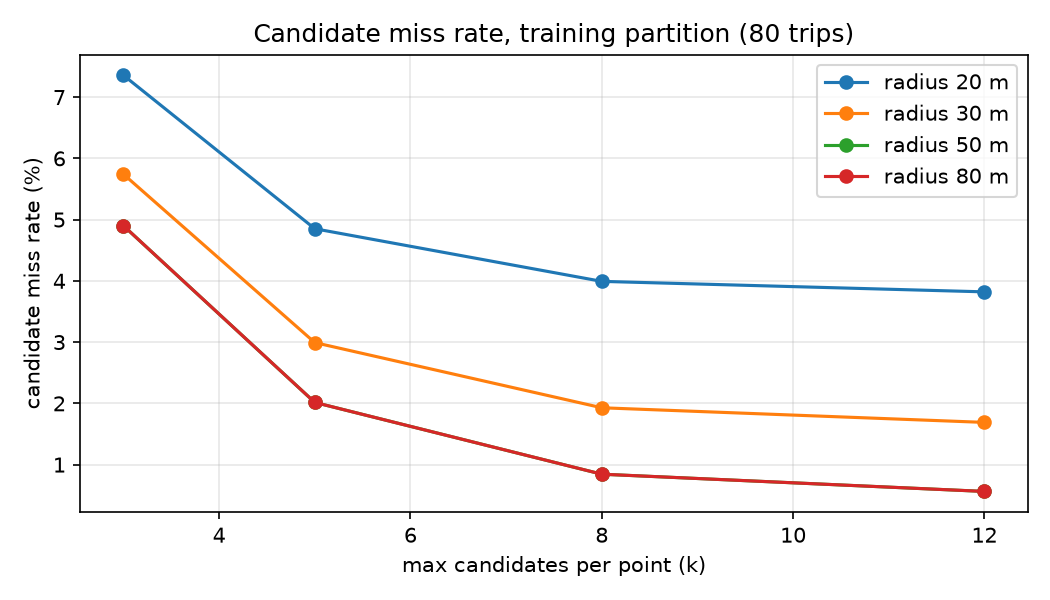 Candidate miss rate, training partition (80 trips)
radius 20 m
radius 30 m
radius 50 m
radius 80 m
7
6
5
4
3
2
1
candidate miss rate (%)
4
6
8
10
12
max candidates per point (k)